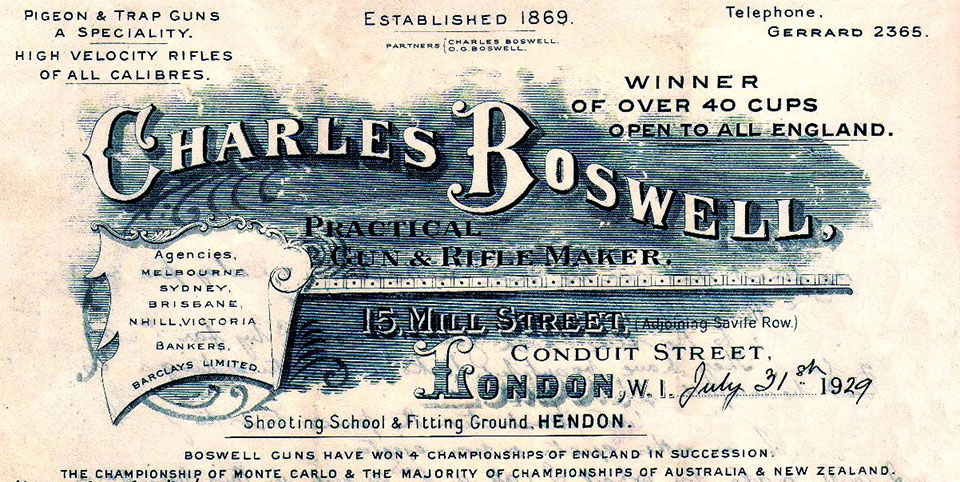 PIGEON & TRAP GUNS
A SPECIALITY.
HIGH VELOCITY RIFLES
OF ALL CALIBRES.
ESTABLISHED 1869.
PARTNERS { CHARLES BOSWELL.
O.G. BOSWELL.
Telephone,
GERRARD 2365.
WINNER
OF OVER 40 CUPS
OPEN TO ALL ENGLAND.
CHARLES BOSWELL,
PRACTICAL
GUN & RIFLE MAKER.
Agencies,
MELBOURNE
SYDNEY,
BRISBANE,
NHILL, VICTORIA
BANKERS,
BARCLAYS LIMITED.
15, MILL STREET, (Adjoining Savile Row.)
CONDUIT STREET,
LONDON, W. 1. July 31st 1929
Shooting School & Fitting Ground, HENDON.
BOSWELL GUNS HAVE WON 4 CHAMPIONSHIPS OF ENGLAND IN SUCCESSION.
THE CHAMPIONSHIP OF MONTE CARLO & THE MAJORITY OF CHAMPIONSHIPS OF AUSTRALIA & NEW ZEALAND.